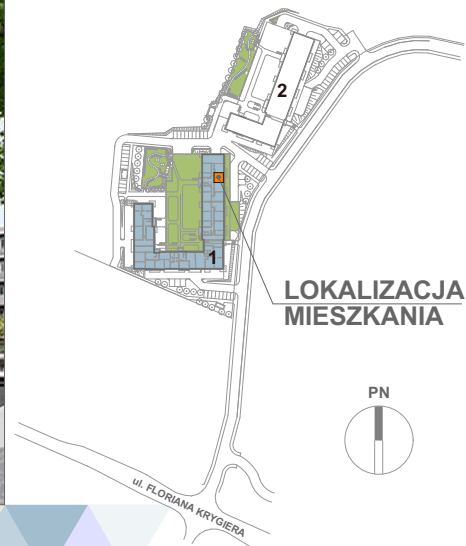 2
1
LOKALIZACJA
MIESZKANIA
PN
ul. FLORIANA KRYGIERA